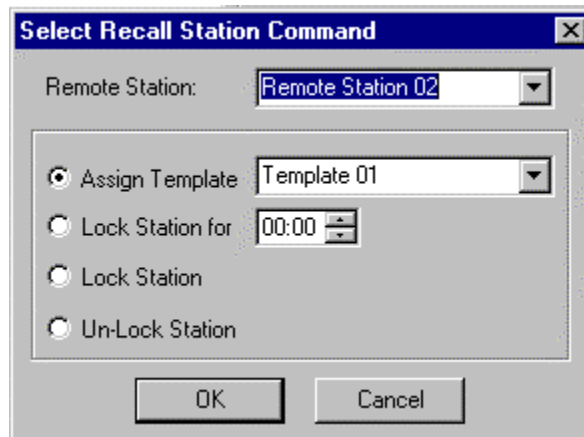 Select Recall Station Command
Remote Station: Remote Station 02
Assign Template Template 01
Lock Station for 00:00
Lock Station
Un-Lock Station
OK Cancel